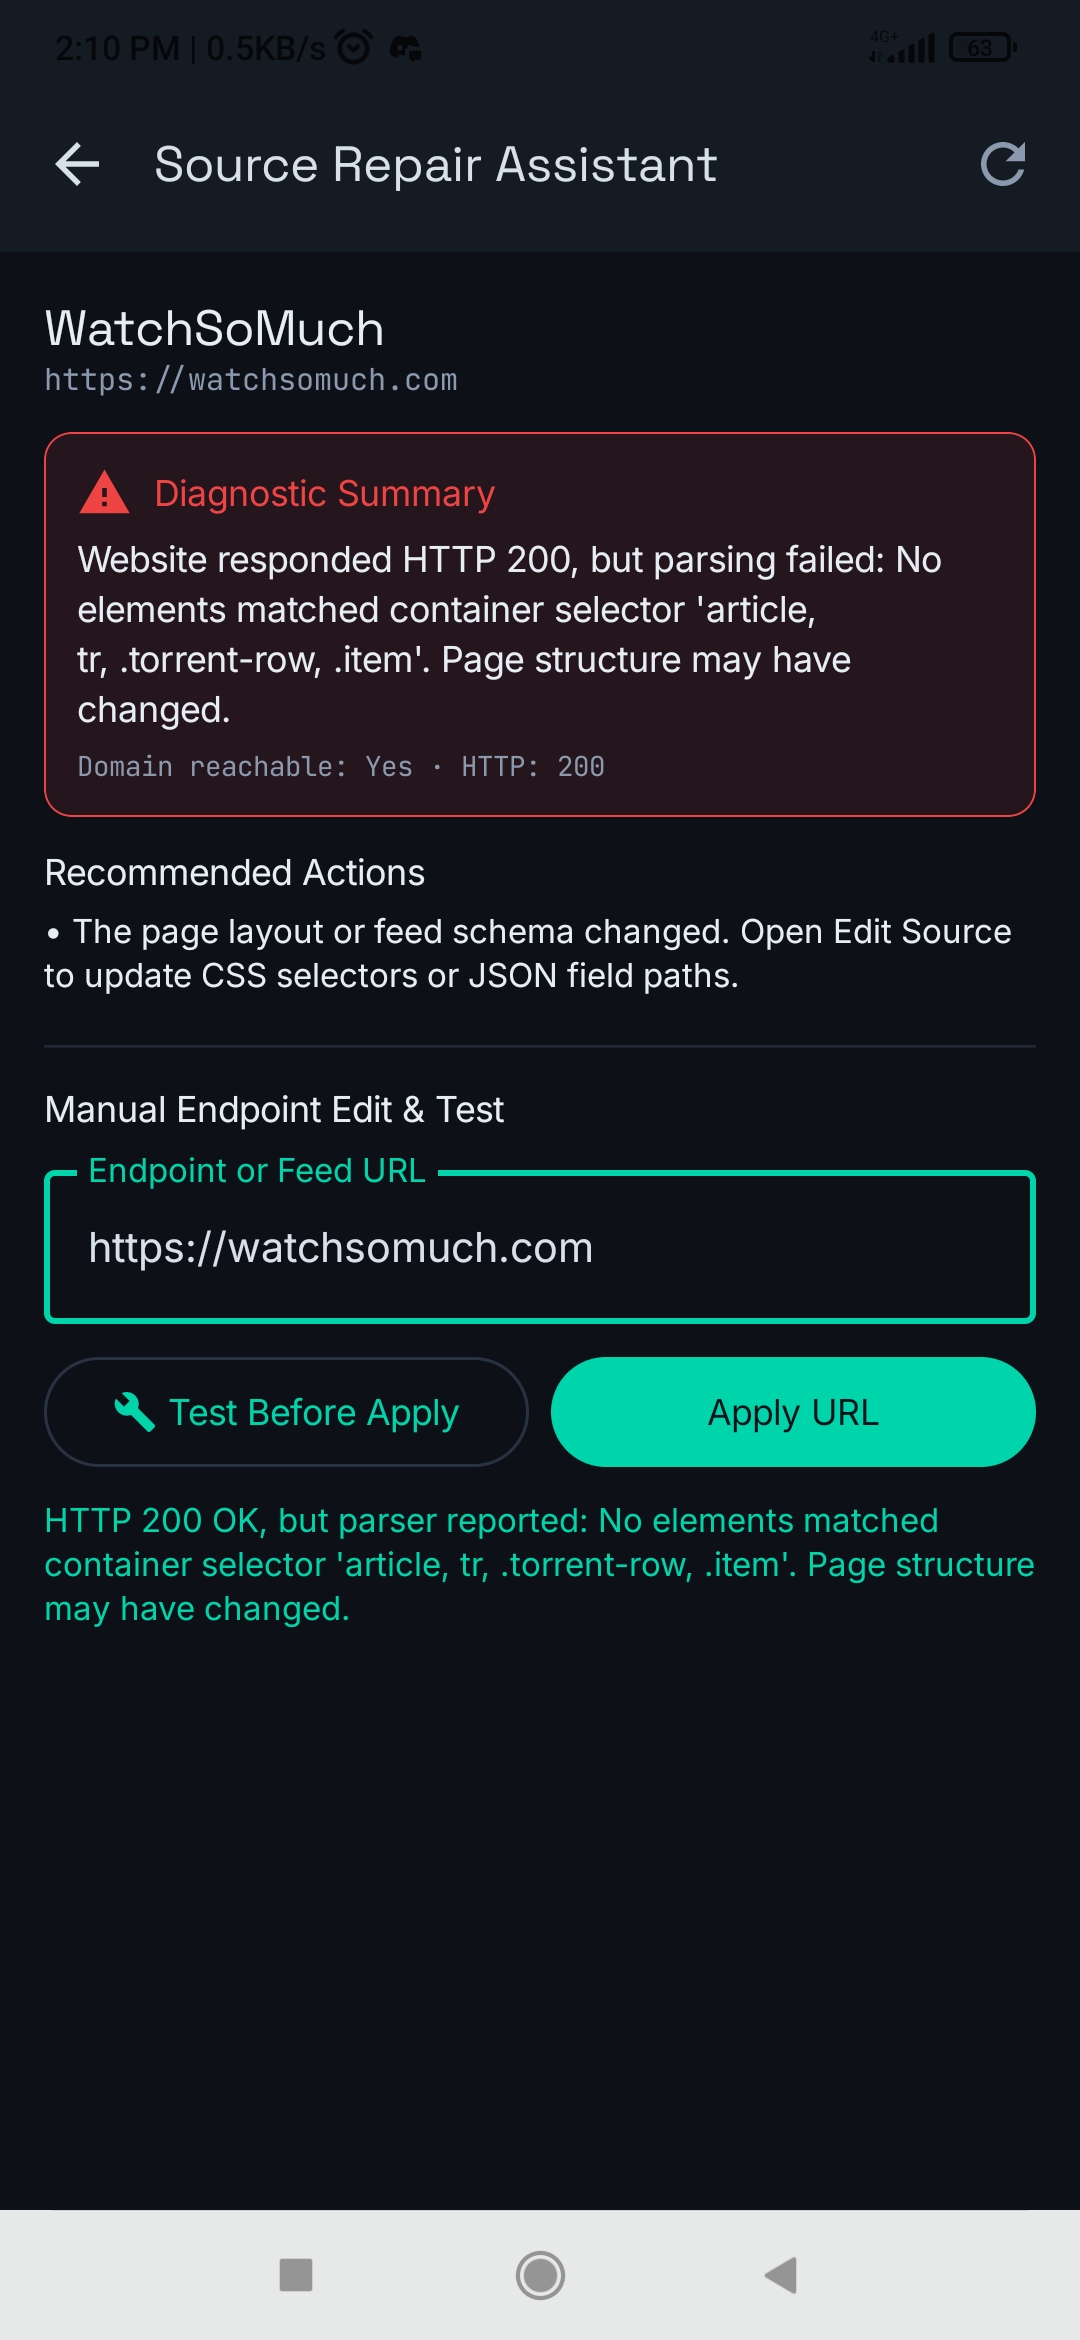 2:10 PM | 0.5KB/s
4G+
63
Source Repair Assistant
WatchSoMuch
https://watchsomuch.com
Diagnostic Summary
Website responded HTTP 200, but parsing failed: No
elements matched container selector 'article,
tr, .torrent-row, .item'. Page structure may have
changed.
Domain reachable: Yes · HTTP: 200
Recommended Actions
• The page layout or feed schema changed. Open Edit Source
to update CSS selectors or JSON field paths.
Manual Endpoint Edit & Test
Endpoint or Feed URL
https://watchsomuch.com
Test Before Apply
Apply URL
HTTP 200 OK, but parser reported: No elements matched
container selector 'article, tr, .torrent-row, .item'. Page structure
may have changed.